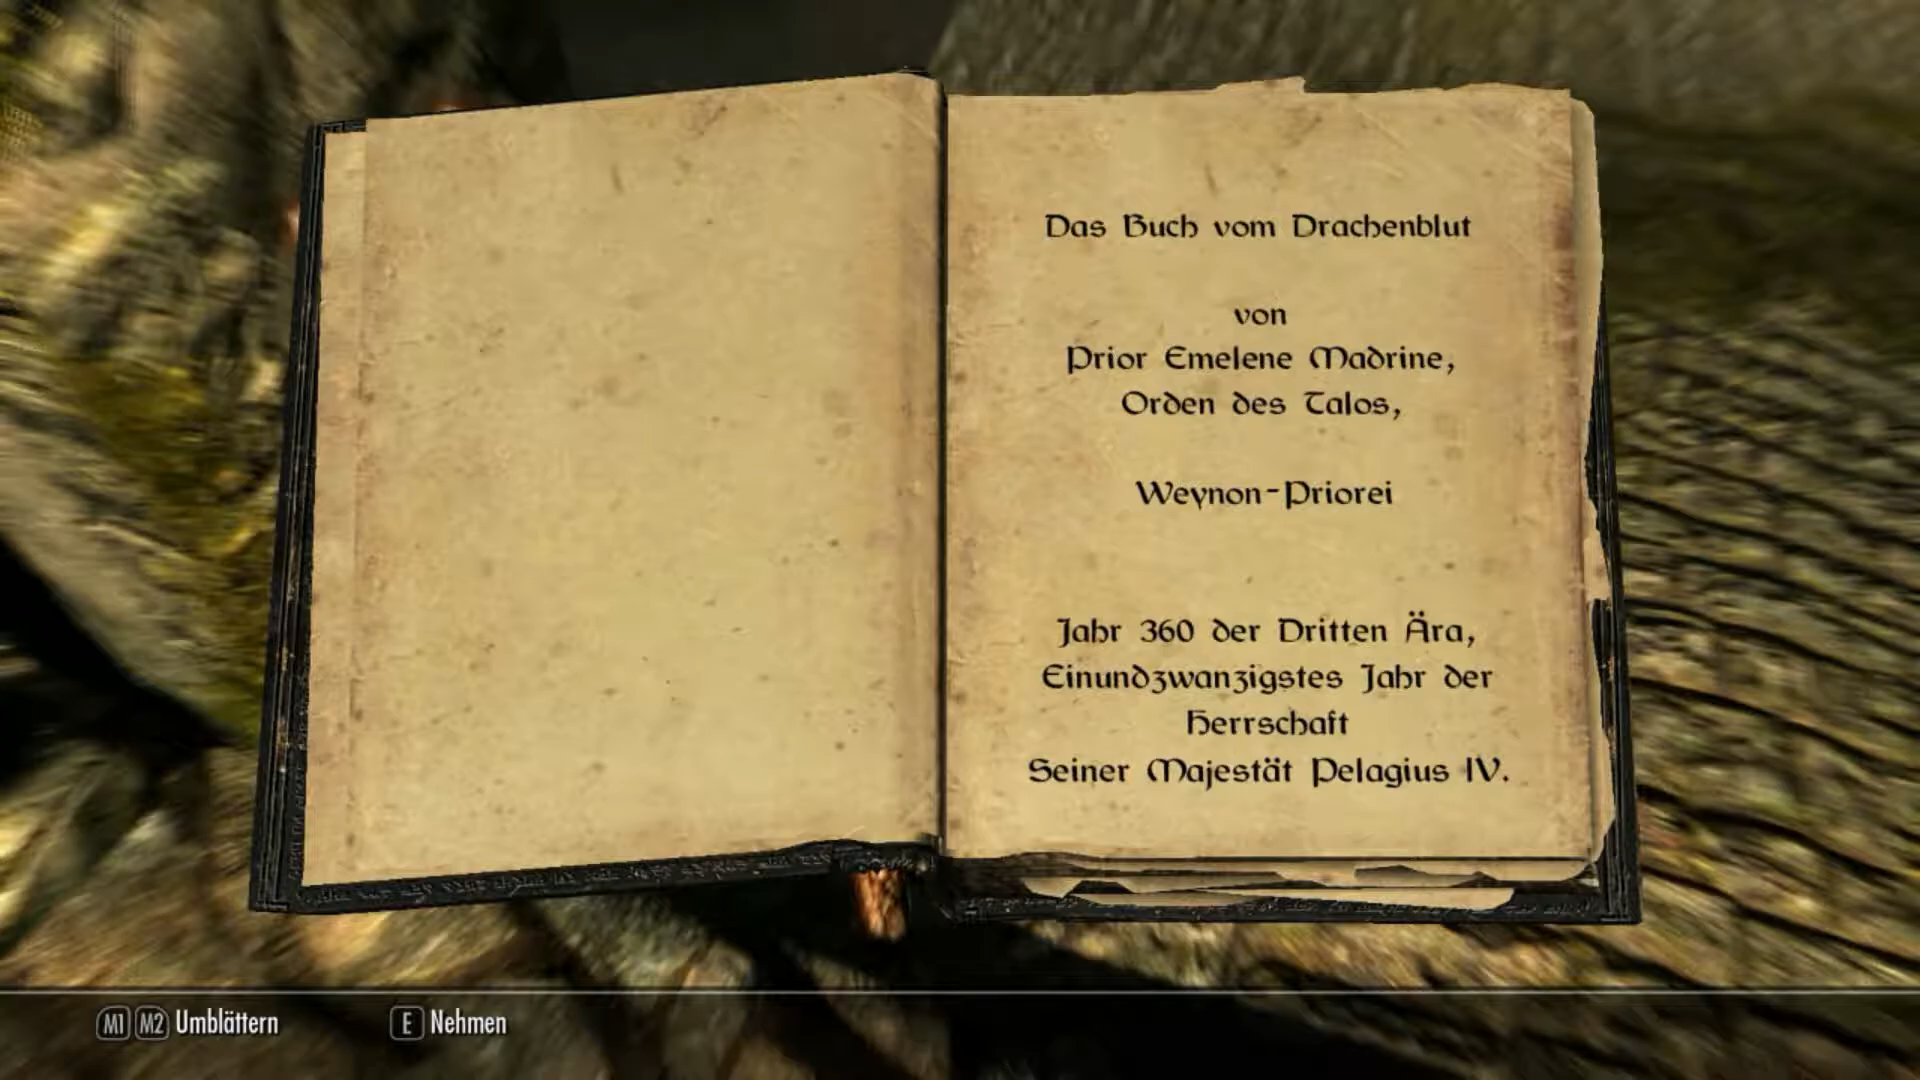 Das Buch vom Drachenblut
von
Prior Emelene Madrine,
Orden des Talos,
Weynon-Priorei
Jahr 360 der Dritten Ära,
Einundzwanzigstes Jahr der
Herrschaft
Seiner Majestät Pelagius IV.
M1 M2 Umblättern
E Nehmen